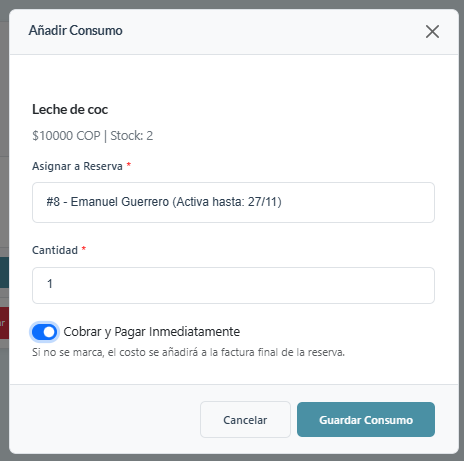 Añadir Consumo
Leche de coc
$10000 COP | Stock: 2
Asignar a Reserva *
#8 - Emanuel Guerrero (Activa hasta: 27/11)
Cantidad *
1
Cobrar y Pagar Inmediatamente
Si no se marca, el costo se añadirá a la factura final de la reserva.
Cancelar
Guardar Consumo